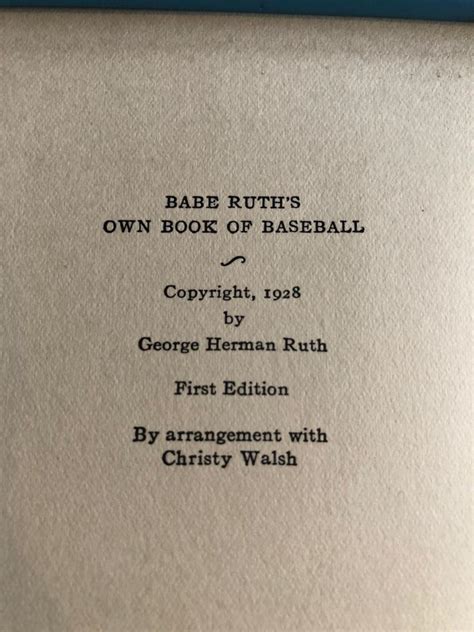 BABE RUTH'S
OWN BOOK OF BASEBALL
Copyright, 1928
by
George Herman Ruth
First Edition
By arrangement with
Christy Walsh